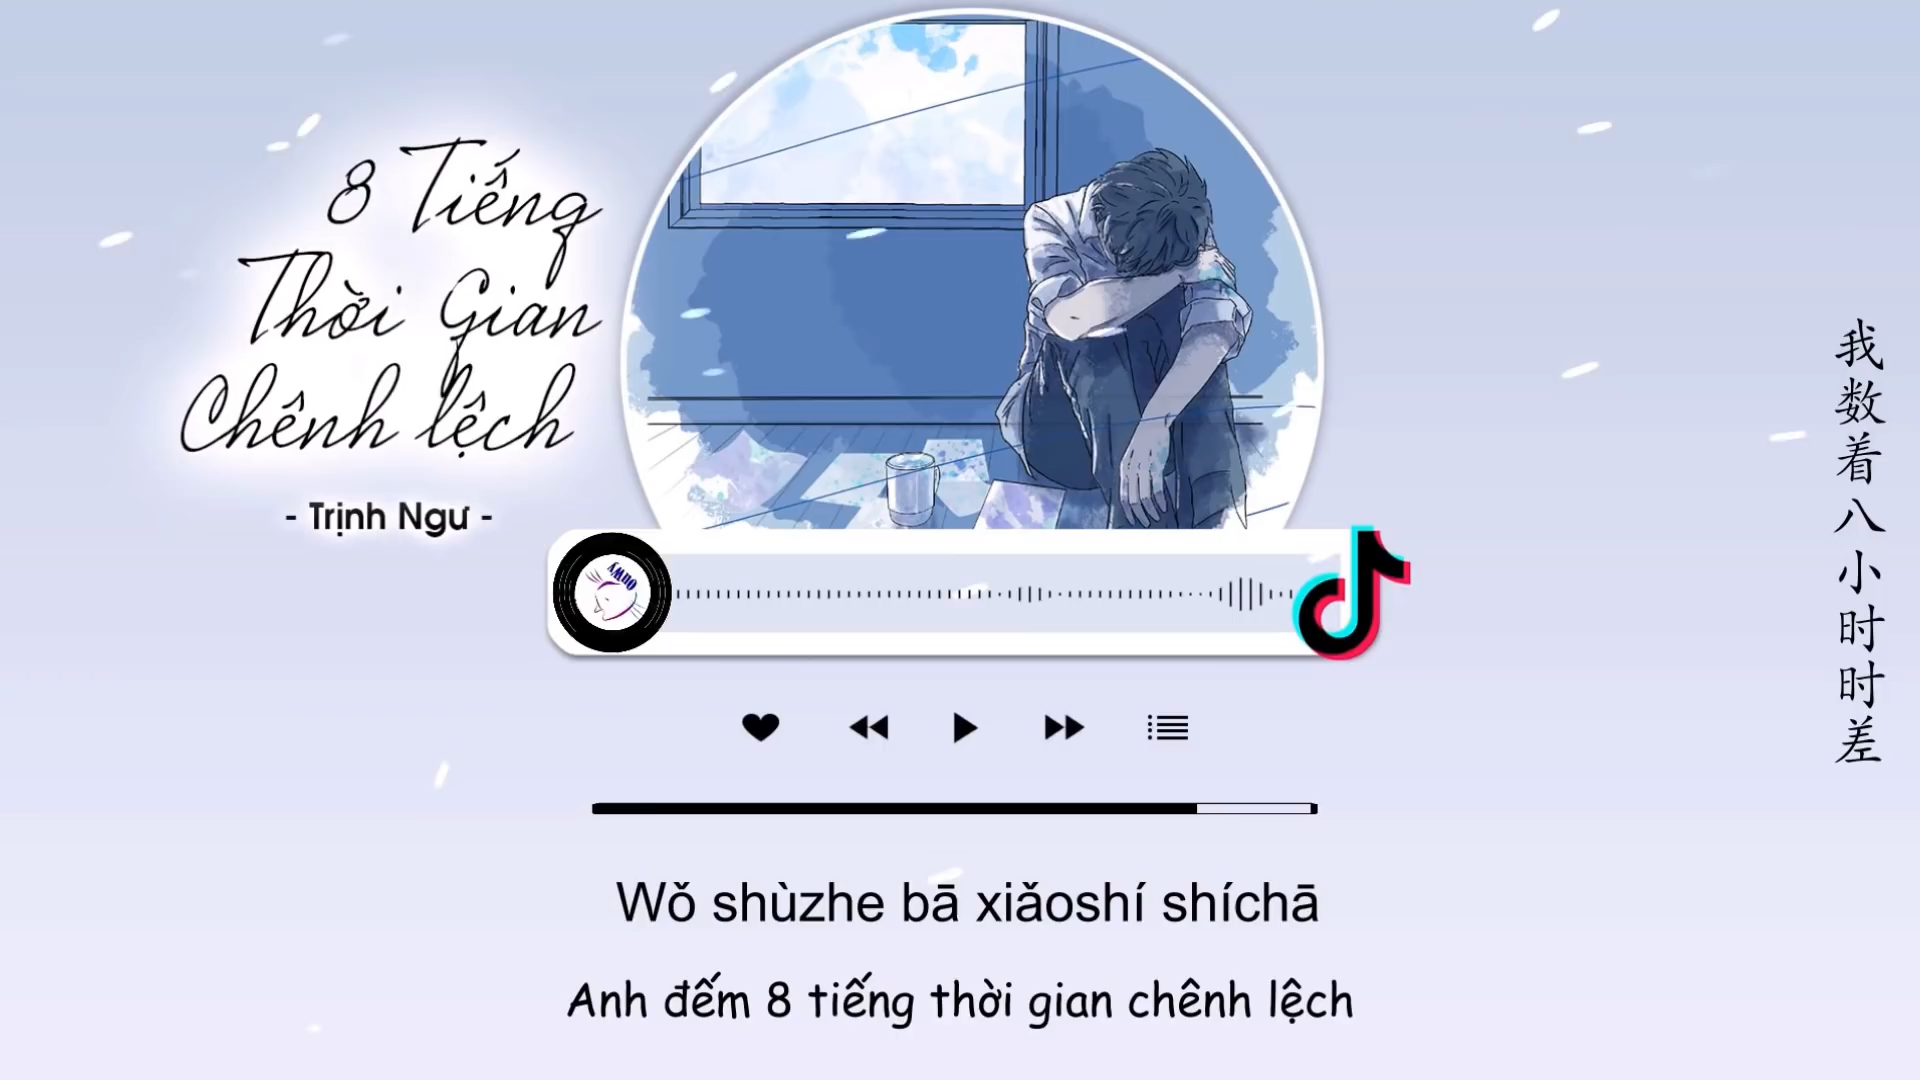 8 Tiếng
Thời Gian
Chênh lệch
- Trịnh Ngư -
OuWy
我数着八小时时差
Wǒ shùzhe bā xiǎoshí shíchā
Anh đếm 8 tiếng thời gian chênh lệch